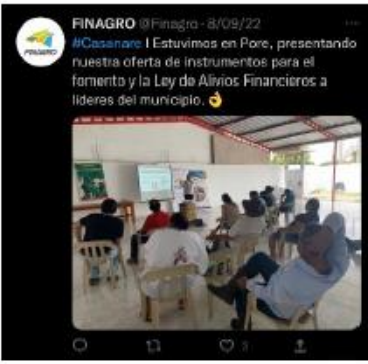 FINAGRO @Finagro · 8/09/22
#Casanare | Estuvimos en Pore, presentando
nuestra oferta de instrumentos para el
fomento y la Ley de Alivios Financieros a
líderes del municipio. 👌
FINAGRO